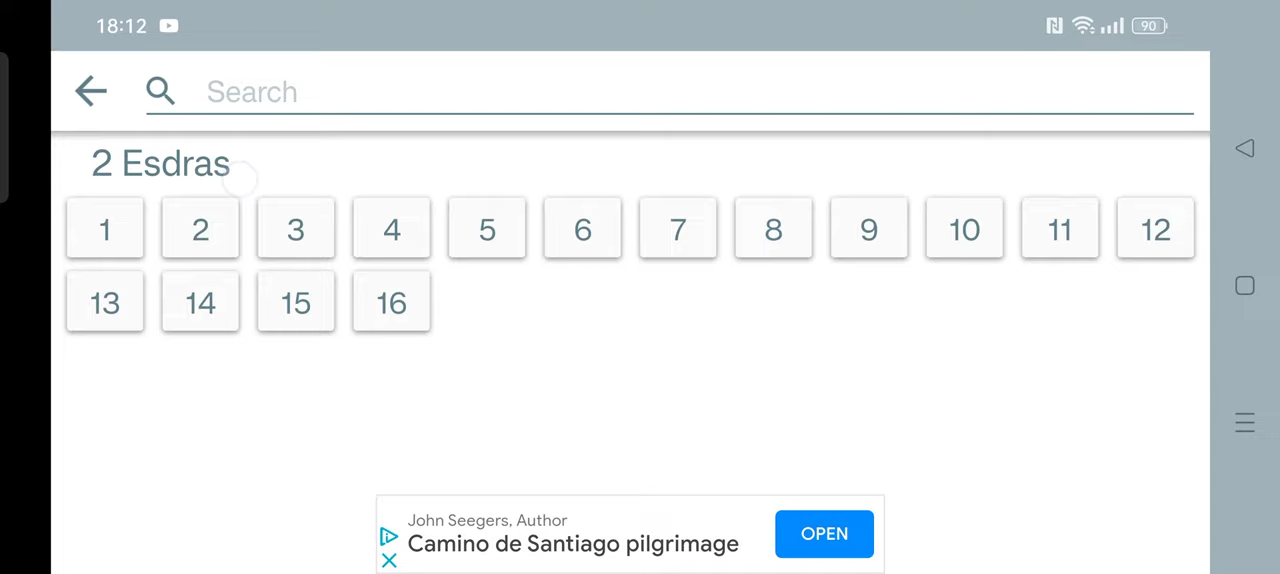 18:12 90
Search
2 Esdras
1 2 3 4 5 6 7 8 9 10 11 12
13 14 15 16
John Seegers, Author
Camino de Santiago pilgrimage
OPEN